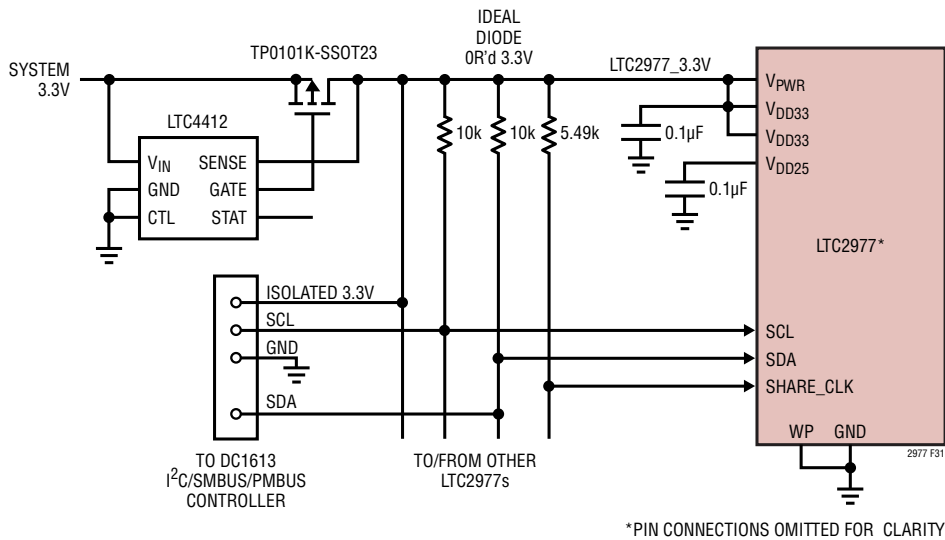 IDEAL
DIODE
0R'd 3.3V
TP0101K-SSOT23
SYSTEM
3.3V
LTC2977_3.3V
LTC4412
VIN
SENSE
GND
GATE
CTL
STAT
10k
10k
5.49k
0.1µF
0.1µF
VPWR
VDD33
VDD33
VDD25
LTC2977*
ISOLATED 3.3V
SCL
GND
SDA
SCL
SDA
SHARE_CLK
WP
GND
2977 F31
TO DC1613
I2C/SMBUS/PMBUS
CONTROLLER
TO/FROM OTHER
LTC2977s
*PIN CONNECTIONS OMITTED FOR CLARITY